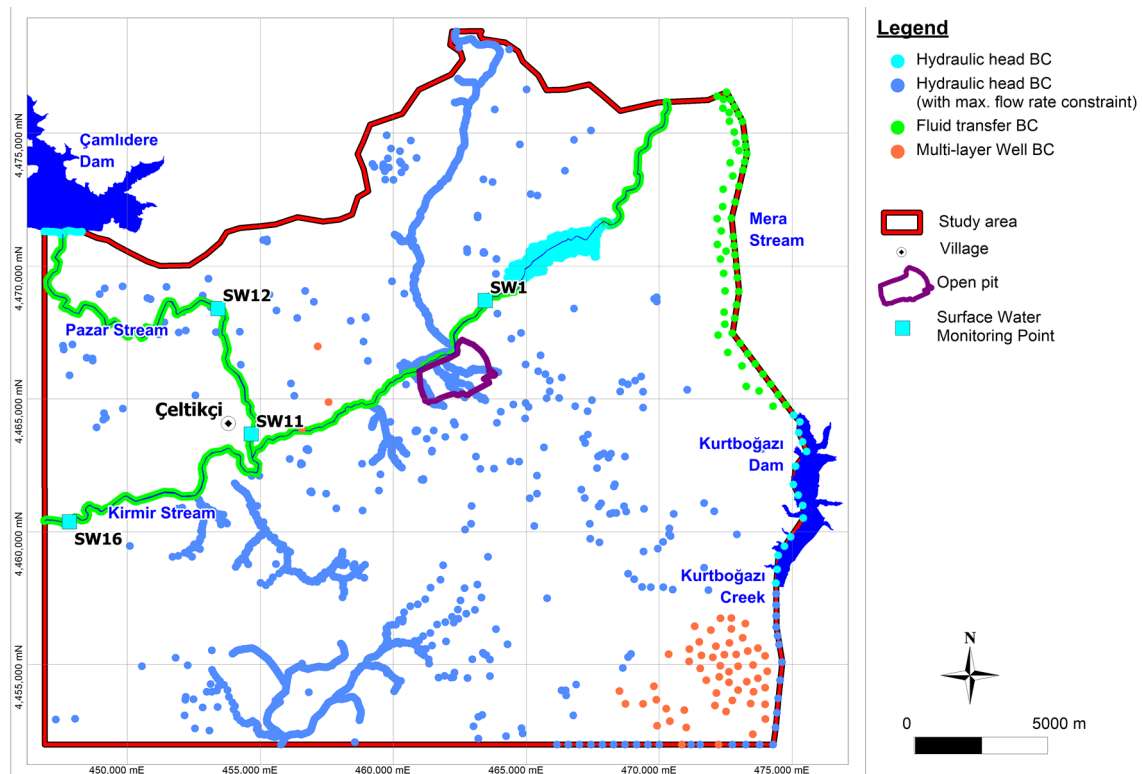 Legend
Hydraulic head BC
Hydraulic head BC
(with max. flow rate constraint)
Fluid transfer BC
Multi-layer Well BC
Study area
Village
Open pit
Surface Water
Monitoring Point
N
0 5000 m
Çamlıdere
Dam
Mera
Stream
SW1
SW12
Pazar Stream
Çeltikçi
SW11
Kurtboğazı
Dam
Kirmir Stream
SW16
Kurtboğazı
Creek
4,475,000 mN
4,470,000 mN
4,465,000 mN
4,460,000 mN
4,455,000 mN
450,000 mE
455,000 mE
460,000 mE
465,000 mE
470,000 mE
475,000 mE